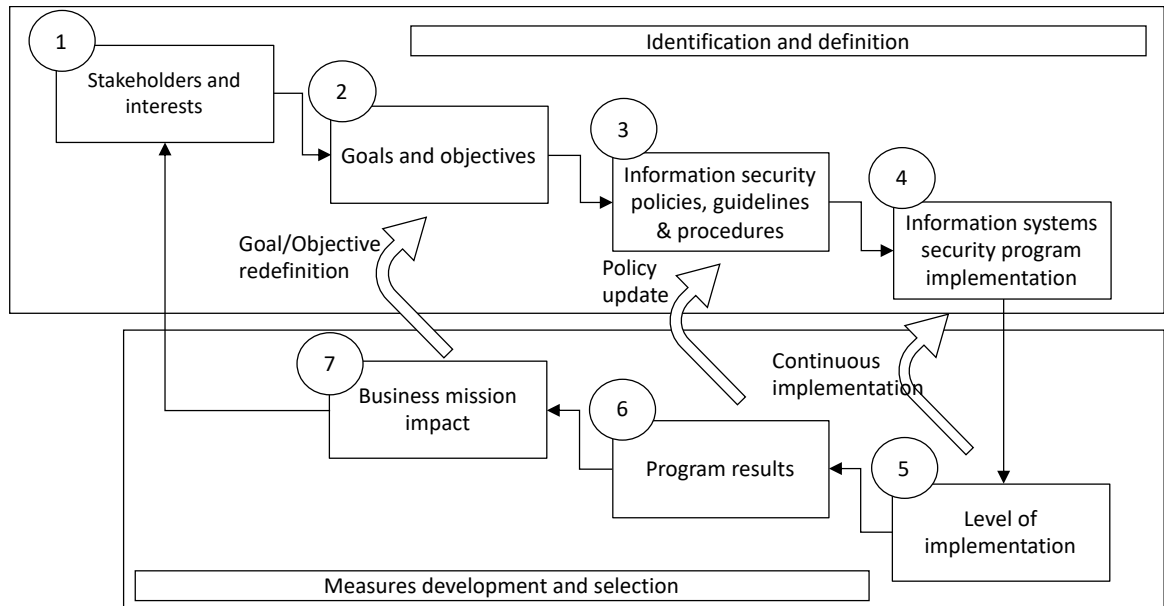 Identification and definition
1
Stakeholders and
interests
2
Goals and objectives
3
Information security
policies, guidelines
& procedures
4
Information systems
security program
implementation
Goal/Objective
redefinition
Policy
update
Continuous
implementation
7
Business mission
impact
6
Program results
5
Level of
implementation
Measures development and selection